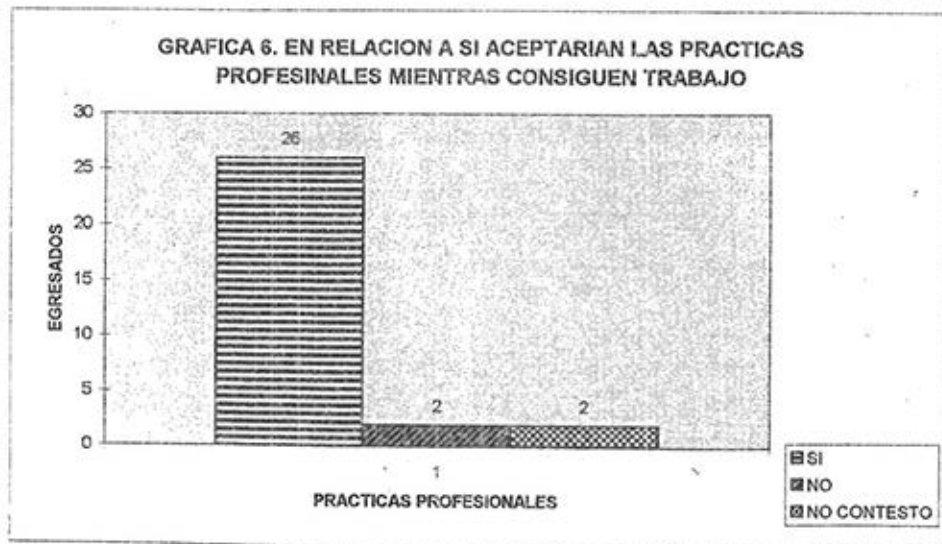 GRAFICA 6. EN RELACION A SI ACEPTARIAN LAS PRACTICAS
PROFESINALES MIENTRAS CONSIGUEN TRABAJO
30
25
20
15
10
5
0
EGRESADOS
26
2
2
1
PRACTICAS PROFESIONALES
SI
NO
NO CONTESTO